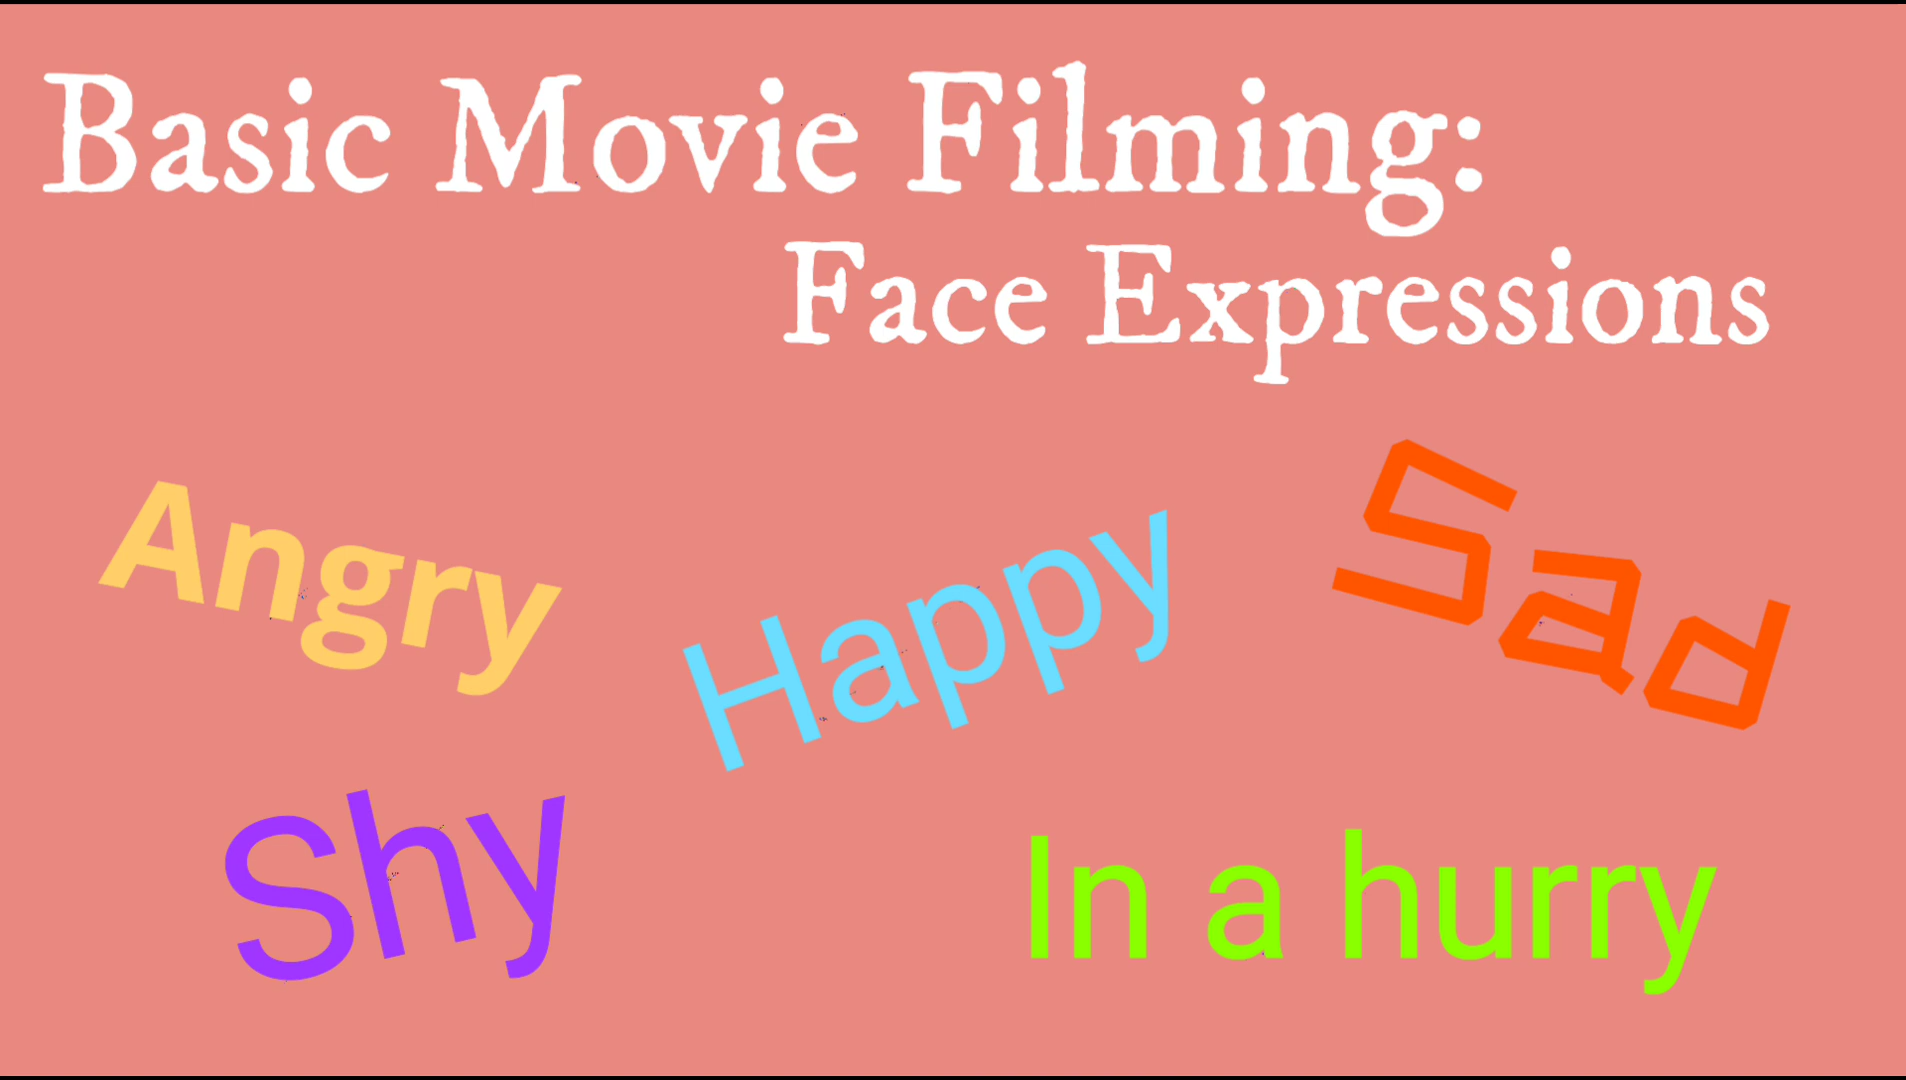 Basic Movie Filming:
Face Expressions
Angry
Happy
Sad
Shy
In a hurry